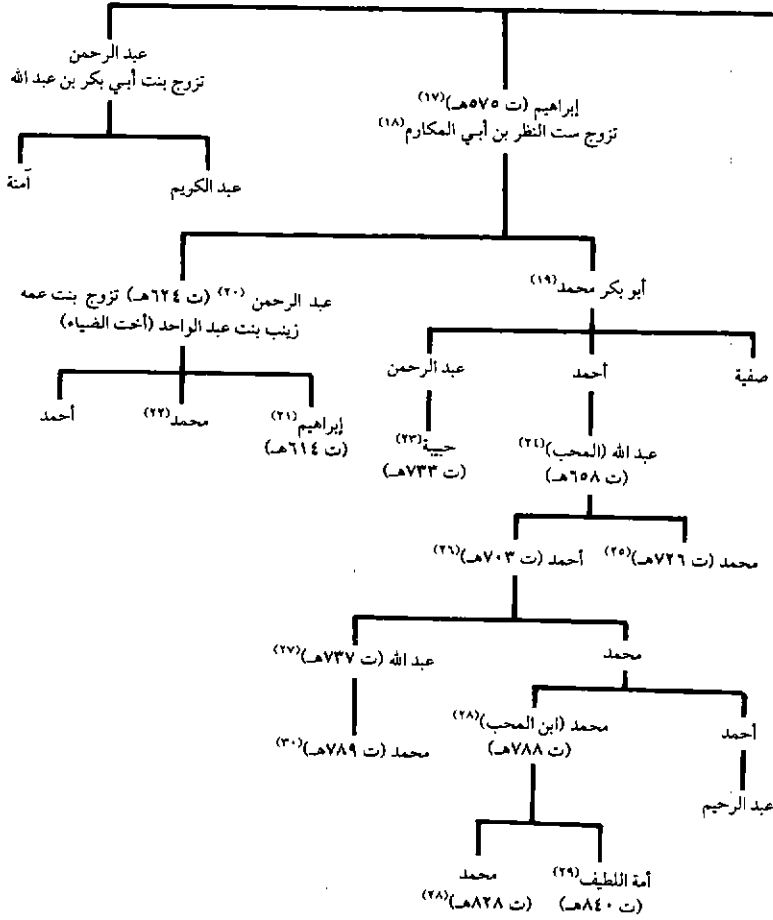 عبد الرحمن
تزوج بنت أبي بكر بن عبد الله
إبراهيم (ت ٥٧٥هـ)(١٧)
تزوج ست النظر بن أبي المكارم(١٨)
آمنة
عبد الكريم
أبو بكر محمد(١٩)
عبد الرحمن(٢٠) (ت ٦٢٤هـ) تزوج بنت عمه
زينب بنت عبد الواحد (أخت الضياء)
صفية
أحمد
عبد الرحمن
إبراهيم(٢١)
(ت ٦١٤هـ)
محمد(٢٢)
أحمد
عبد الله (المحب)(٢٤)
(ت ٦٥٨هـ)
حبيبة(٢٣)
(ت ٧٣٣هـ)
محمد (ت ٧٢٦هـ)(٢٥)
أحمد (ت ٧٠٣هـ)(٢٦)
محمد
عبد الله (ت ٧٣٧هـ)(٢٧)
أحمد
محمد (ابن المحب)(٢٨)
(ت ٧٨٨هـ)
محمد (ت ٧٨٩هـ)(٣٠)
عبد الرحيم
أمة اللطيف(٢٩)
(ت ٨٤٠هـ)
محمد
(ت ٨٢٨هـ)(٢٨)